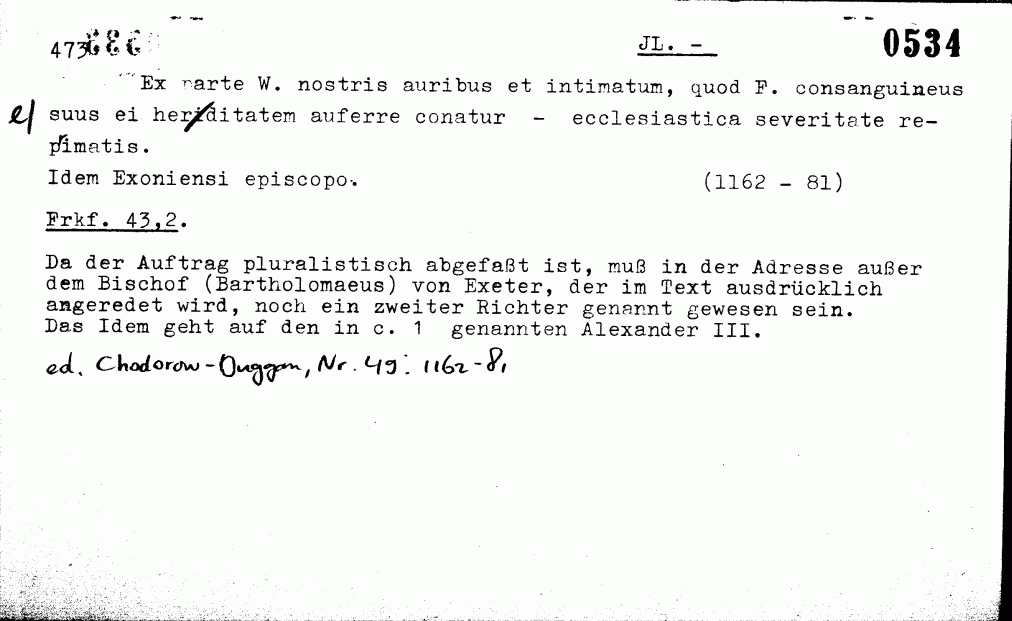 473 JL. - 0534
Ex parte W. nostris auribus et intimatum, quod F. consanguineus
e/ suus ei heriditatem auferre conatur - ecclesiastica severitate re-
pimatis.
Idem Exoniensi episcopo. (1162 - 81)
Frkf. 43,2.
Da der Auftrag pluralistisch abgefaßt ist, muß in der Adresse außer
dem Bischof (Bartholomaeus) von Exeter, der im Text ausdrücklich
angeredet wird, noch ein zweiter Richter genannt gewesen sein.
Das Idem geht auf den in c. 1 genannten Alexander III.
ed. Chodorow-Duggan, Nr. 49: 1162-81